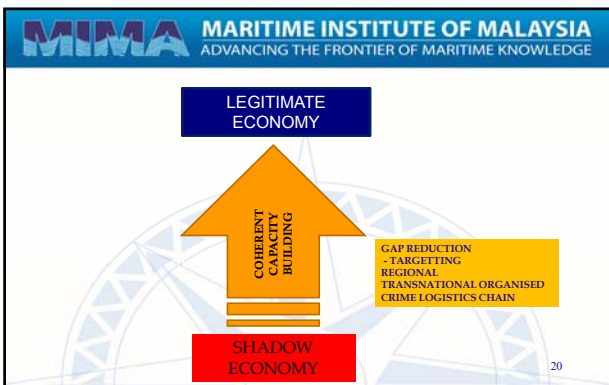 MIMA
MARITIME INSTITUTE OF MALAYSIA
ADVANCING THE FRONTIER OF MARITIME KNOWLEDGE
LEGITIMATE
ECONOMY
COHERENT
CAPACITY
BUILDING
GAP REDUCTION
- TARGETTING
REGIONAL
TRANSNATIONAL ORGANISED
CRIME LOGISTICS CHAIN
SHADOW
ECONOMY
20